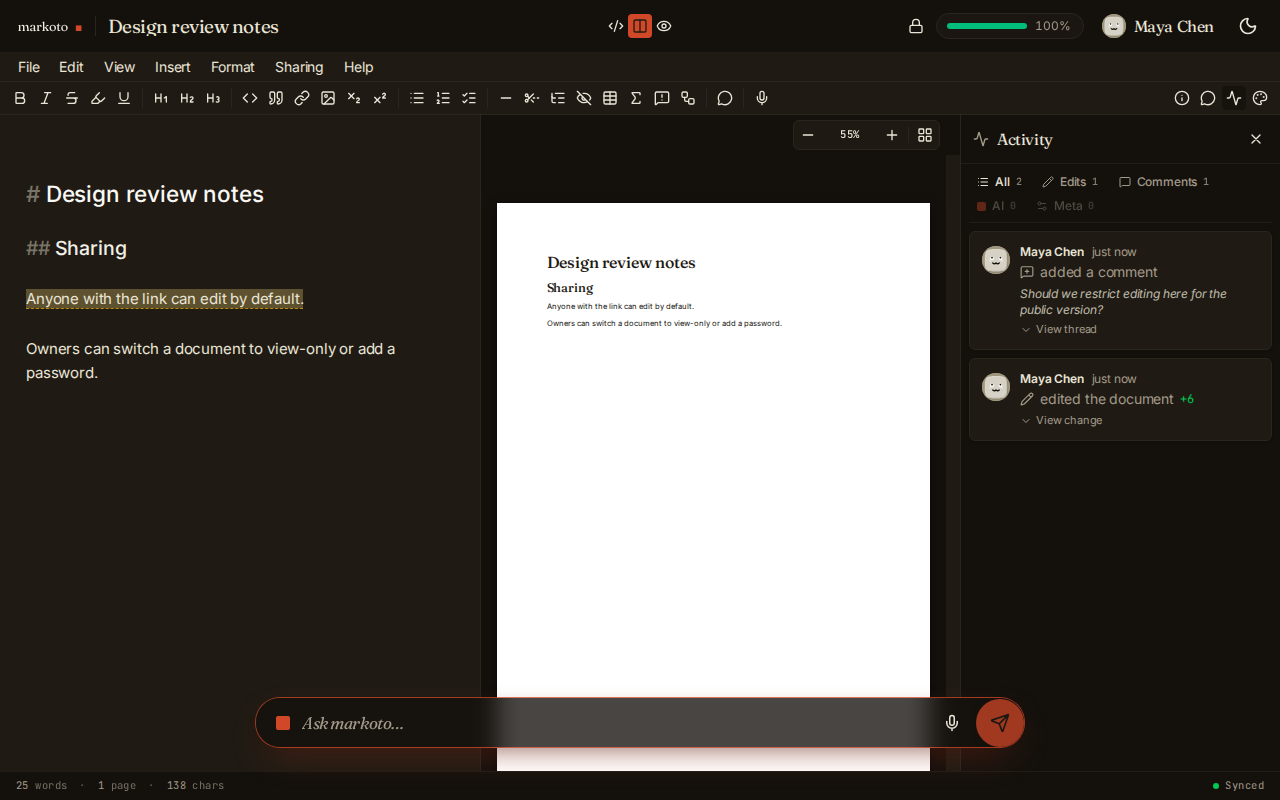 markoto
Design review notes
100%
Maya Chen
File Edit View Insert Format Sharing Help
H1 H2 H3
55%
# Design review notes
## Sharing
Anyone with the link can edit by default.
Owners can switch a document to view-only or add a
password.
Design review notes
Sharing
Anyone with the link can edit by default.
Owners can switch a document to view-only or add a password.
Activity
All 2 Edits 1 Comments 1
AI 0 Meta 0
Maya Chen just now
added a comment
Should we restrict editing here for the
public version?
View thread
Maya Chen just now
edited the document +6
View change
Ask markoto...
25 words · 1 page · 138 chars
Synced